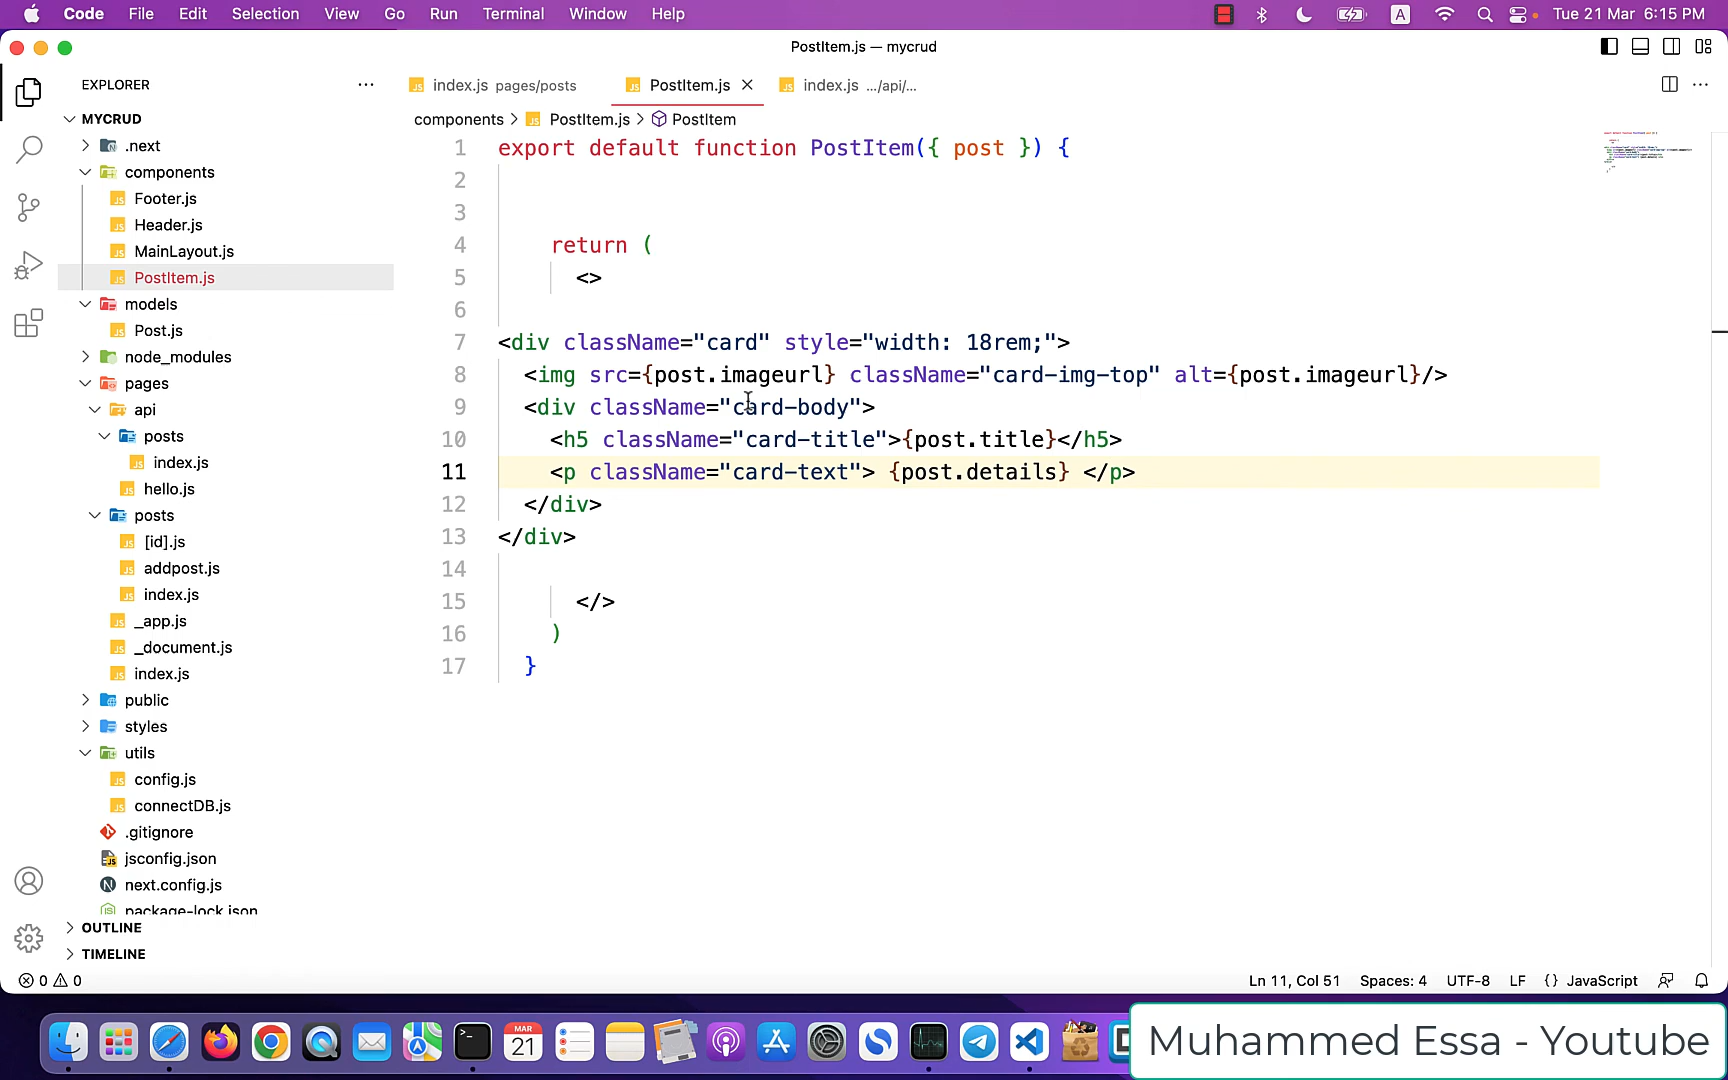 Code File Edit Selection View Go Run Terminal Window Help
A
Tue 21 Mar 6:15 PM
PostItem.js — mycrud
EXPLORER
index.js pages/posts
PostItem.js
index.js .../api/...
components > PostItem.js > PostItem
MYCRUD
.next
components
Footer.js
Header.js
MainLayout.js
PostItem.js
models
Post.js
node_modules
pages
api
posts
index.js
hello.js
posts
[id].js
addpost.js
index.js
_app.js
_document.js
index.js
public
styles
utils
config.js
connectDB.js
.gitignore
jsconfig.json
next.config.js
package-lock.json
OUTLINE
TIMELINE
1 export default function PostItem({ post }) {
2
3
4 return (
5 <>
6
7 <div className="card" style="width: 18rem;">
8 <img src={post.imageurl} className="card-img-top" alt={post.imageurl}/>
9 <div className="card-body">
10 <h5 className="card-title">{post.title}</h5>
11 <p className="card-text"> {post.details} </p>
12 </div>
13 </div>
14
15 </>
16 )
17 }
0 0
Ln 11, Col 51 Spaces: 4 UTF-8 LF {} JavaScript
MAR
21
Muhammed Essa - Youtube